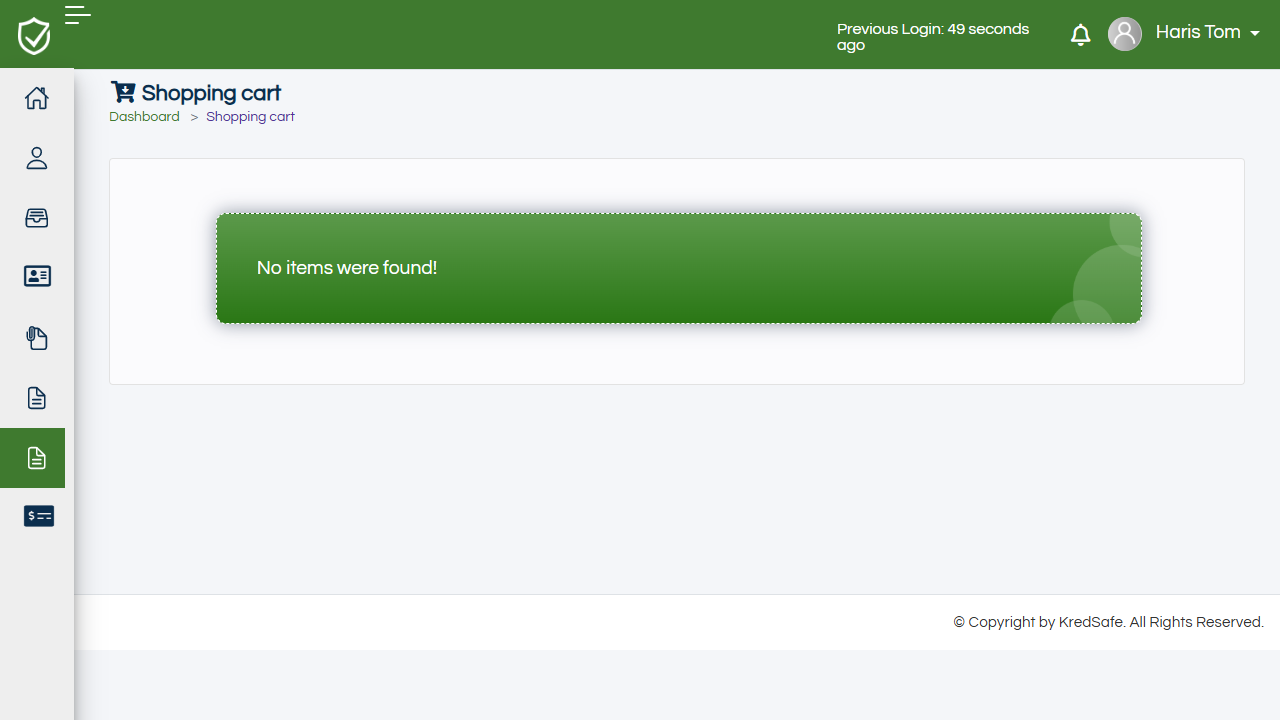 Previous Login: 49 seconds
ago
Haris Tom
Shopping cart
Dashboard > Shopping cart
No items were found!
© Copyright by KredSafe. All Rights Reserved.